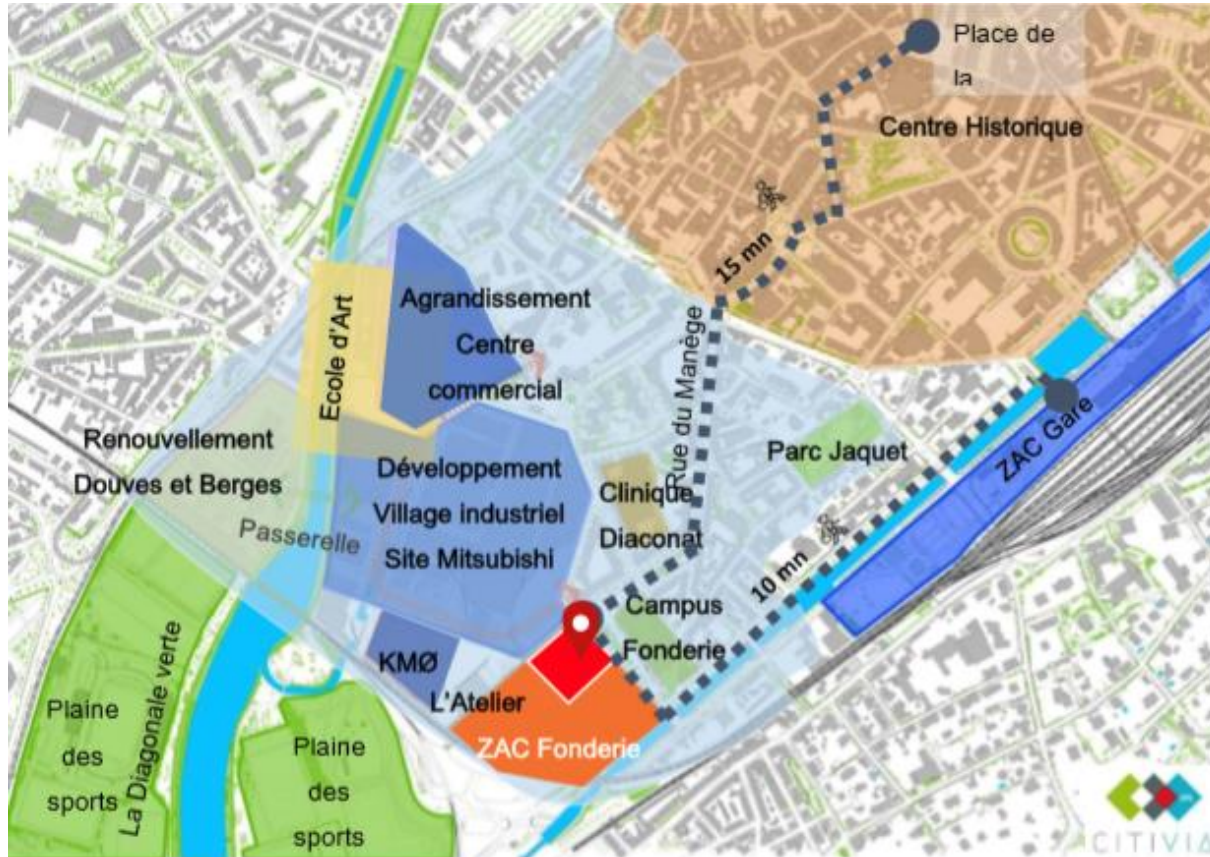 Place de
la
Centre Historique
15 mn
Rue du Manège
Ecole d'Art
Agrandissement
Centre
commercial
Renouvellement
Douves et Berges
Passerelle
Développement
Village industriel
Site Mitsubishi
Clinique
Diaconat
Parc Jaquet
ZAC Gare
10 mn
Campus
Fonderie
KMØ
L'Atelier
ZAC Fonderie
La Diagonale verte
Plaine
des
sports
Plaine
des
sports
CITIVIA